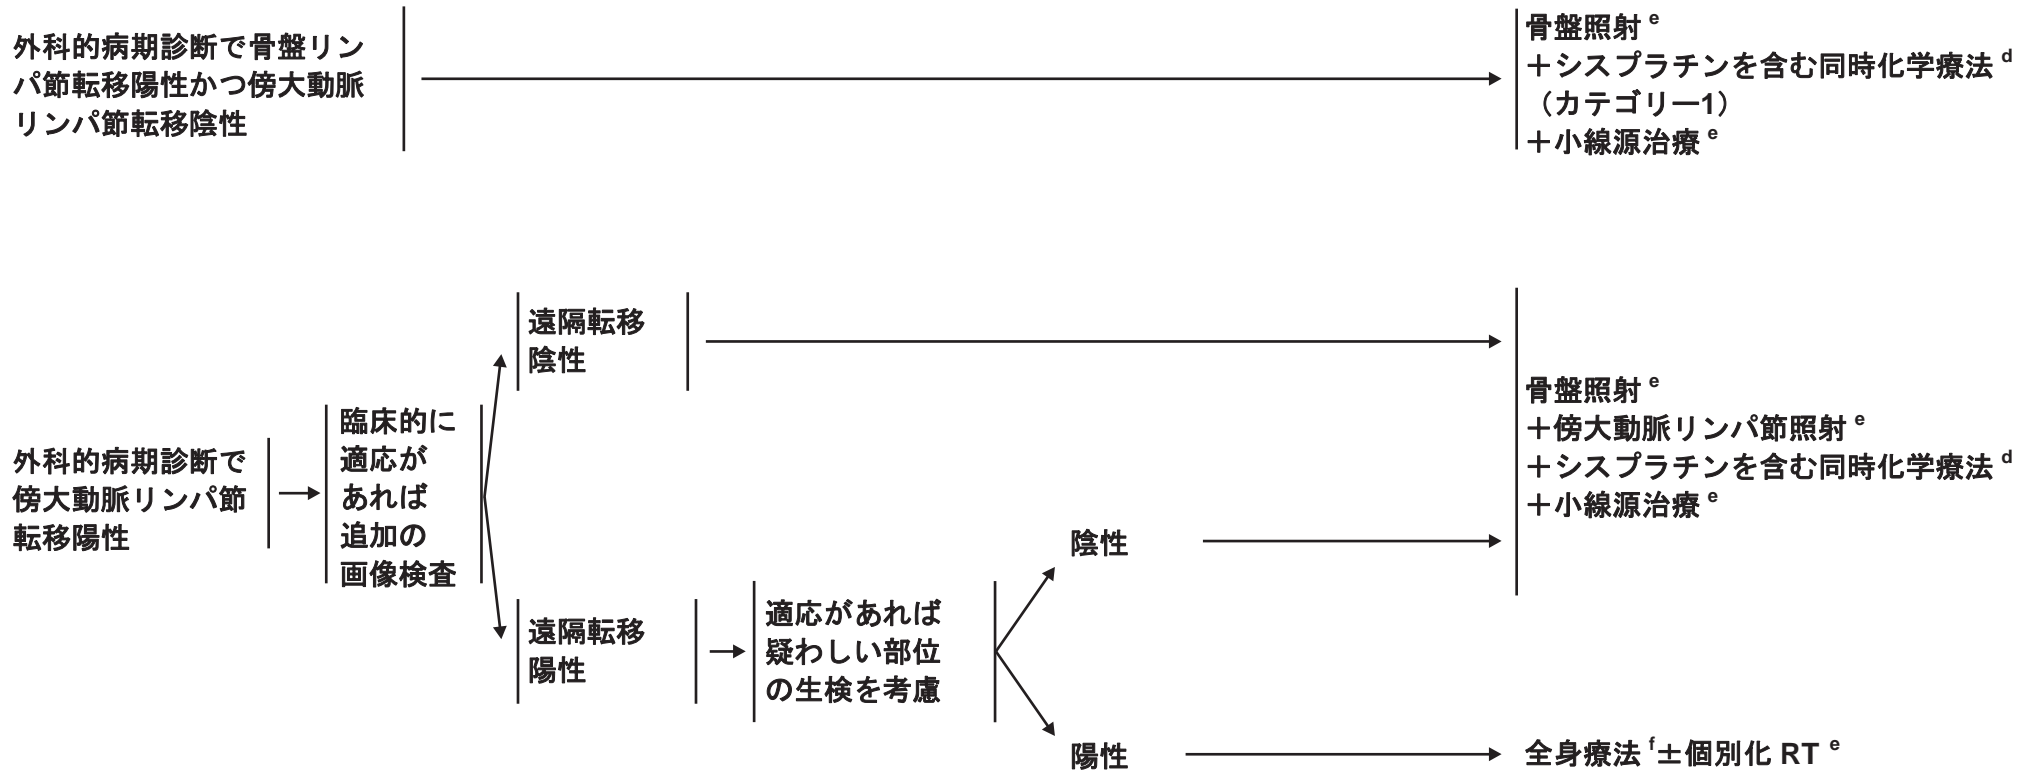 外科的病期診断で骨盤リン
パ節転移陽性かつ傍大動脈
リンパ節転移陰性
骨盤照射 e
＋シスプラチンを含む同時化学療法 d
（カテゴリー1）
＋小線源治療 e
外科的病期診断で
傍大動脈リンパ節
転移陽性
臨床的に
適応が
あれば
追加の
画像検査
遠隔転移
陰性
遠隔転移
陽性
適応があれば
疑わしい部位
の生検を考慮
陰性
陽性
骨盤照射 e
＋傍大動脈リンパ節照射 e
＋シスプラチンを含む同時化学療法 d
＋小線源治療 e
全身療法 f ±個別化 RT e